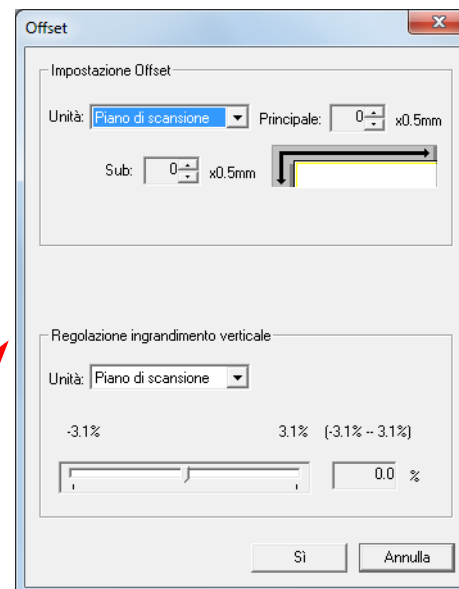 Offset
Impostazione Offset
Unità: Piano di scansione Principale: 0 x0.5mm
Sub: 0 x0.5mm
Regolazione ingrandimento verticale
Unità: Piano di scansione
-3.1% 3.1% (-3.1% -- 3.1%)
0.0 %
Sì Annulla